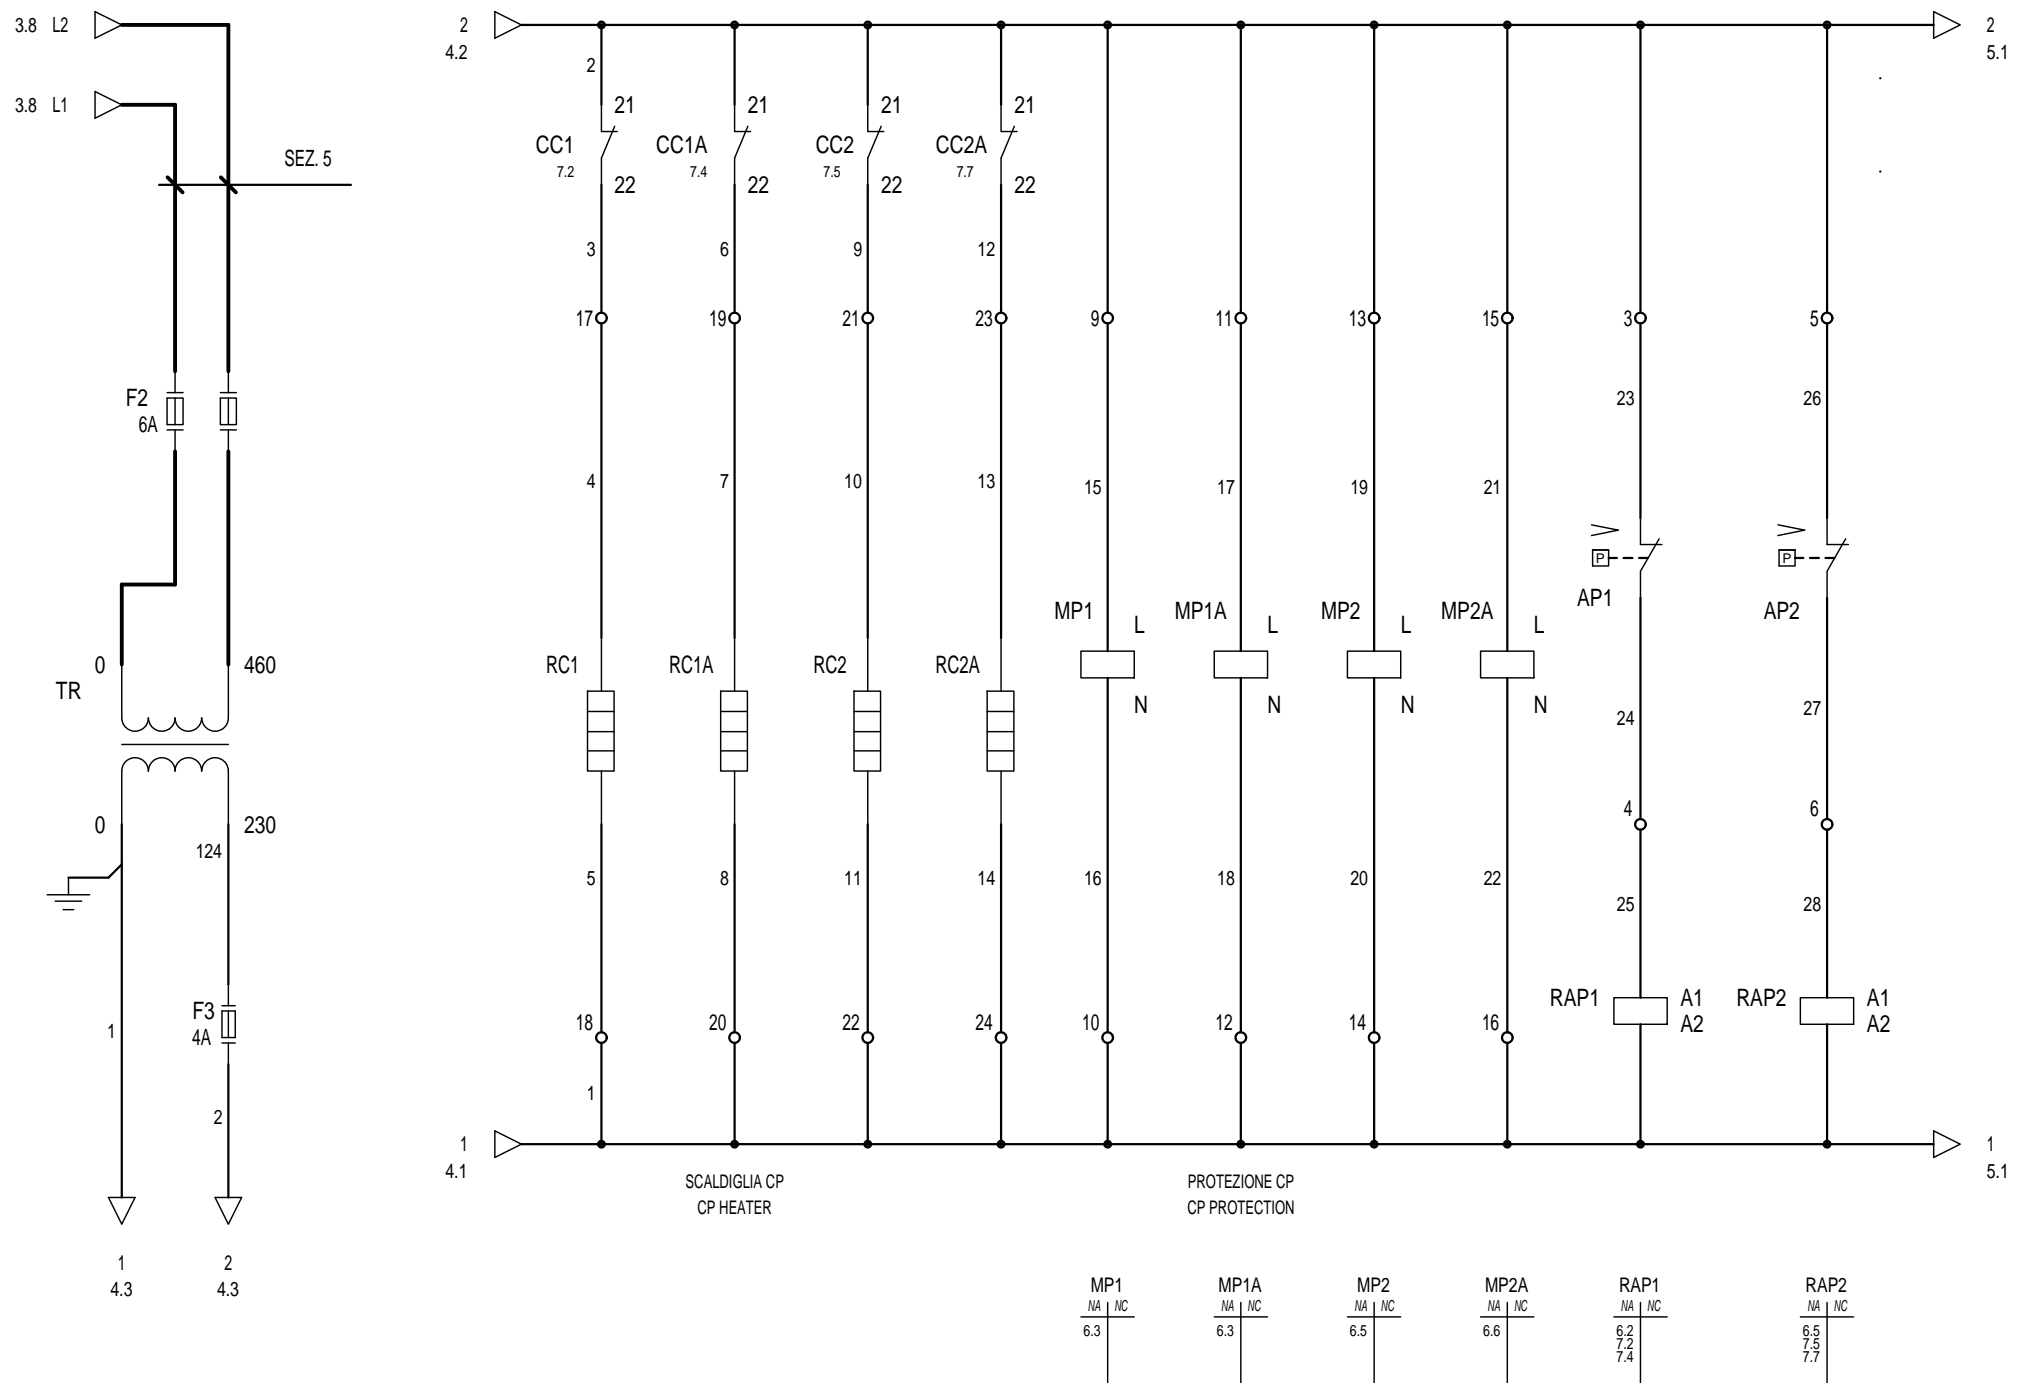 3.8 L2
2
4.2
2
5.1
2
3.8 L1
21
21
21
21
CC1
CC1A
CC2
CC2A
SEZ. 5
7.2
7.4
7.5
7.7
22
22
22
22
3
6
9
12
17
19
21
23
9
11
13
15
3
5
F2
6A
23
26
4
7
10
13
15
17
19
21
P
P
AP1
AP2
MP1
MP1A
MP2
MP2A
L
L
L
L
0
460
TR
RC1
RC1A
RC2
RC2A
N
N
N
N
24
27
0
230
4
6
124
5
8
11
14
16
18
20
22
25
28
RAP1
A1
A2
RAP2
A1
A2
F3
4A
1
18
20
22
24
10
12
14
16
2
1
1
4.1
1
5.1
SCALDIGLIA CP
CP HEATER
PROTEZIONE CP
CP PROTECTION
1
4.3
2
4.3
MP1
MP1A
MP2
MP2A
RAP1
RAP2
NA NC
NA NC
NA NC
NA NC
NA NC
NA NC
6.3
6.3
6.5
6.6
6.2
7.2
7.4
6.5
7.5
7.7